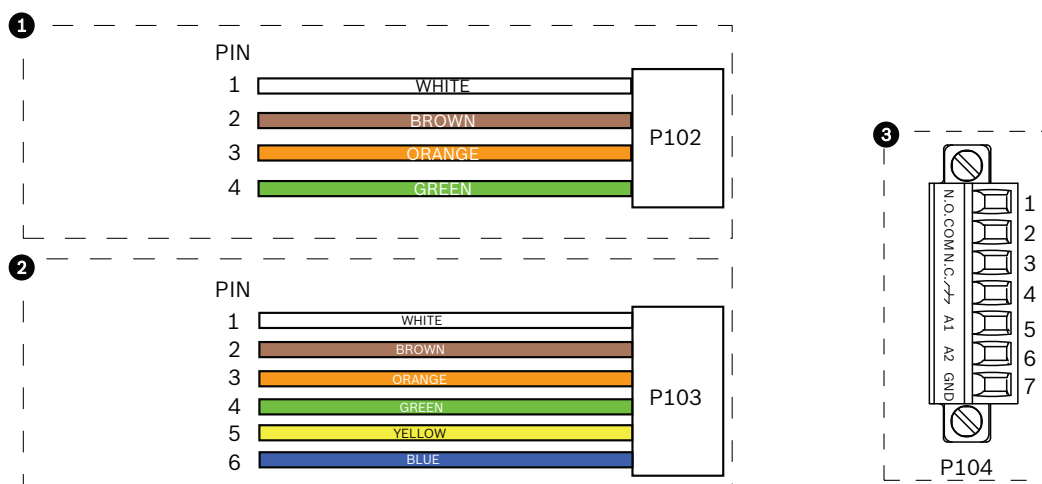 1
PIN
1 WHITE
2 BROWN
3 ORANGE
4 GREEN
P102
2
PIN
1 WHITE
2 BROWN
3 ORANGE
4 GREEN
5 YELLOW
6 BLUE
P103
3
N.O. 1
COM 2
N.C. 3
4
A1 5
A2 6
GND 7
P104